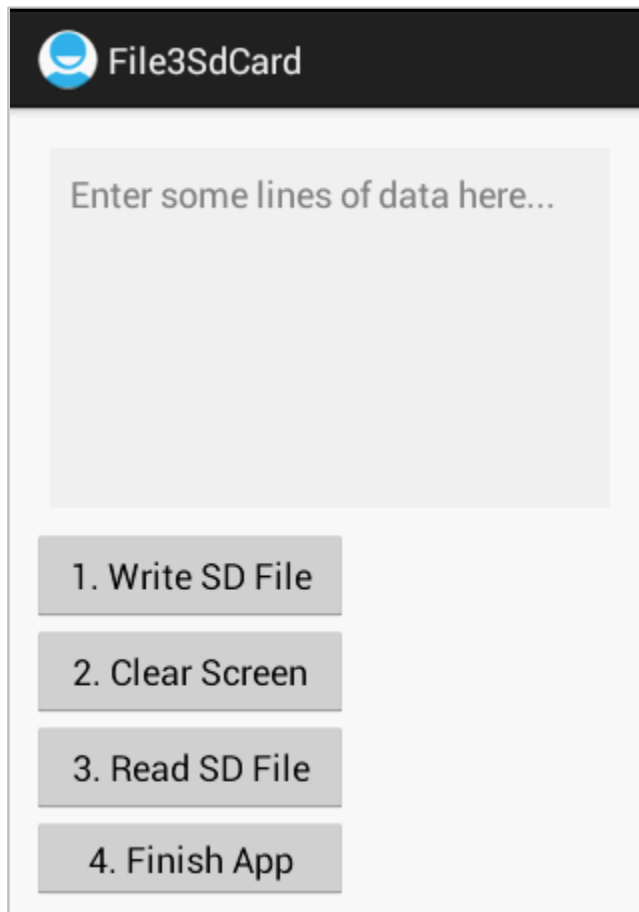 File3SdCard
Enter some lines of data here...
1. Write SD File
2. Clear Screen
3. Read SD File
4. Finish App